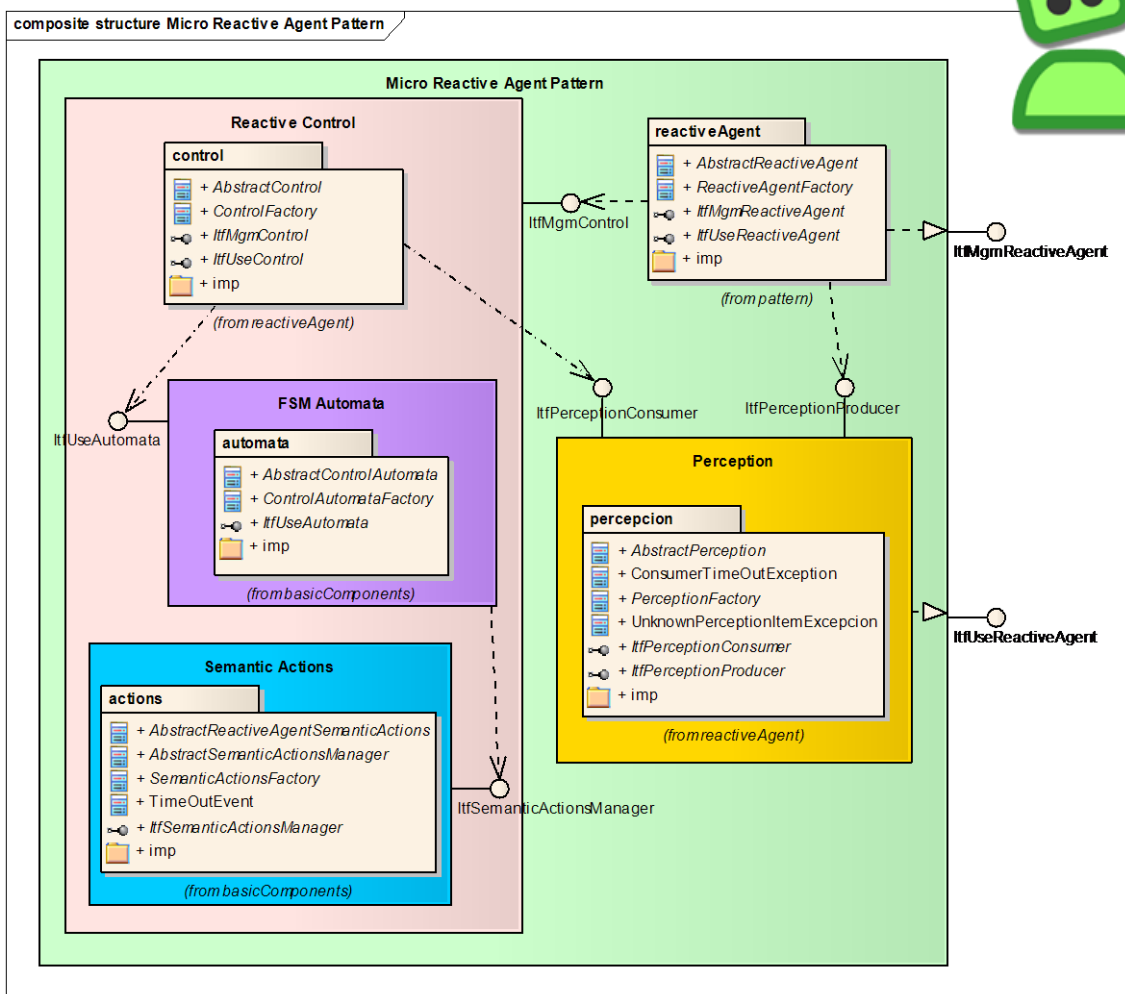 composite structure Micro Reactive Agent Pattern
Micro Reactive Agent Pattern
Reactive Control
control
+ AbstractControl
+ ControlFactory
+ ItfMgmControl
+ ItfUseControl
+ imp
(from reactiveAgent)
reactiveAgent
+ AbstractReactiveAgent
+ ReactiveAgentFactory
+ ItfMgmReactiveAgent
+ ItfUseReactiveAgent
+ imp
(from pattern)
ItfMgmControl
ItfMgmReactiveAgent
ItfUseAutomata
ItfPerceptionConsumer
ItfPerceptionProducer
FSM Automata
automata
+ AbstractControlAutomata
+ ControlAutomataFactory
+ ItfUseAutomata
+ imp
(from basicComponents)
Perception
percepcion
+ AbstractPerception
+ ConsumerTimeOutException
+ PerceptionFactory
+ UnknownPerceptionItemExcepcion
+ ItfPerceptionConsumer
+ ItfPerceptionProducer
+ imp
(from reactiveAgent)
ItfUseReactiveAgent
Semantic Actions
actions
+ AbstractReactiveAgentSemanticActions
+ AbstractSemanticActionsManager
+ SemanticActionsFactory
+ TimeOutEvent
+ ItfSemanticActionsManager
+ imp
(from basicComponents)
ItfSemanticActionsManager